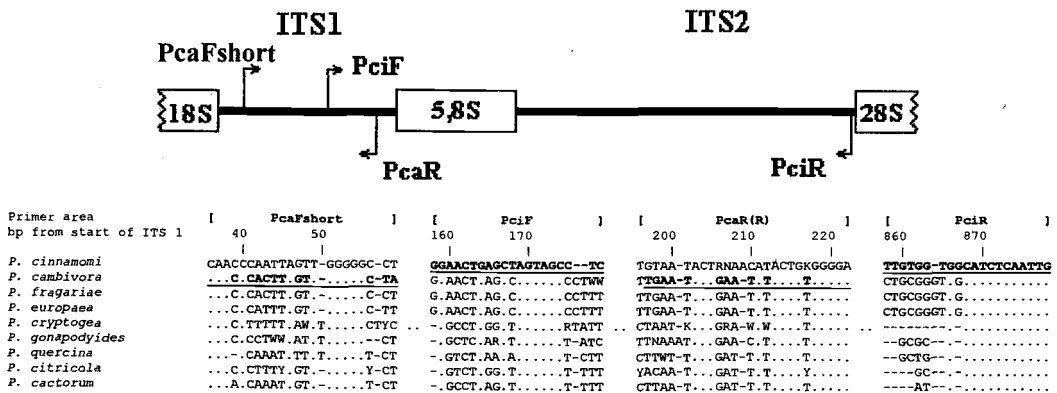 ITS1 ITS2
PcaFshort PciF
18S 5,8S 28S
PcaR PciR
Primer area [ PcaFshort ] [ PciF ] [ PcaR(R) ] [ PciR ]
bp from start of ITS 1 40 50 160 170 200 210 220 860 870
P. cinnamomi CAACCCAATTAGTT-GGGGGC-CT GGAACTGAGCTAGTAGCC--TC TGTAA-TACTRNAACATACTGKGGGGA TTGTGG-TGGCATCTCAATTG
P. cambivora ...C.CACTT.GT.-.....C-TA G.AACT.AG.C......CCTWW TTGAA-T...GAA-T.T....T..... CTGCGGGT.G...........
P. fragariae ...C.CACTT.GT.-.....C-CT G.AACT.AG.C......CCTTT TTGAA-T...GAA-T.T....T..... CTGCGGGT.G...........
P. europaea ...C.CATTT.GT.-.....C-TT G.AACT.AG.C......CCTTT TTGAA-T...GAA-T.T....T..... CTGCGGGT.G...........
P. cryptogea ...C.TTTTT.AW.T.....CTYC -.GCCT.GG.T......RTATT .. CTAAT-K...GRA-W.W....T..... .. -------.............
P. gonapodyides ...C.CCTWW.AT.T.....--CT -.GCTC.AR.T......T-ATC TTNAAAT...GAA-C.T....T..... --GCGC--.............
P. quercina ...-.CAAAT.TT.T.....T-CT -.GTCT.AA.A......T-CTT CTTWT-T...GAT-T.T....T..... --GCTG--.............
P. citricola ...C.CTTTY.GT.-.....Y-CT -.GTCT.GG.T......T-TTT YACAA-T...GAA-T.T....Y..... ----GC--.............
P. cactorum ...A.CAAAT.GT.-.....T-CT -.GCCT.AG.T......T-TTT CTTAA-T...GAT-T.T....T..... ----AT--.............